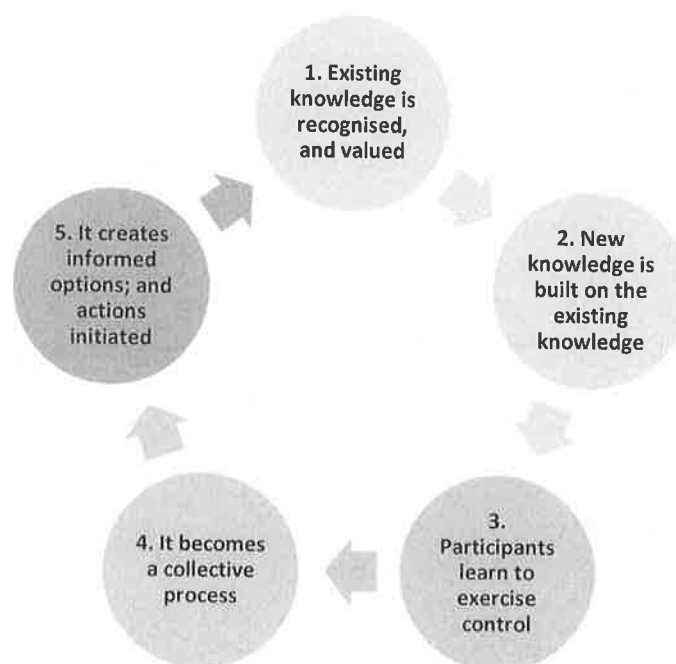 1. Existing
knowledge is
recognised,
and valued
2. New
knowledge is
built on the
existing
knowledge
3.
Participants
learn to
exercise
control
4. It becomes
a collective
process
5. It creates
informed
options; and
actions
initiated